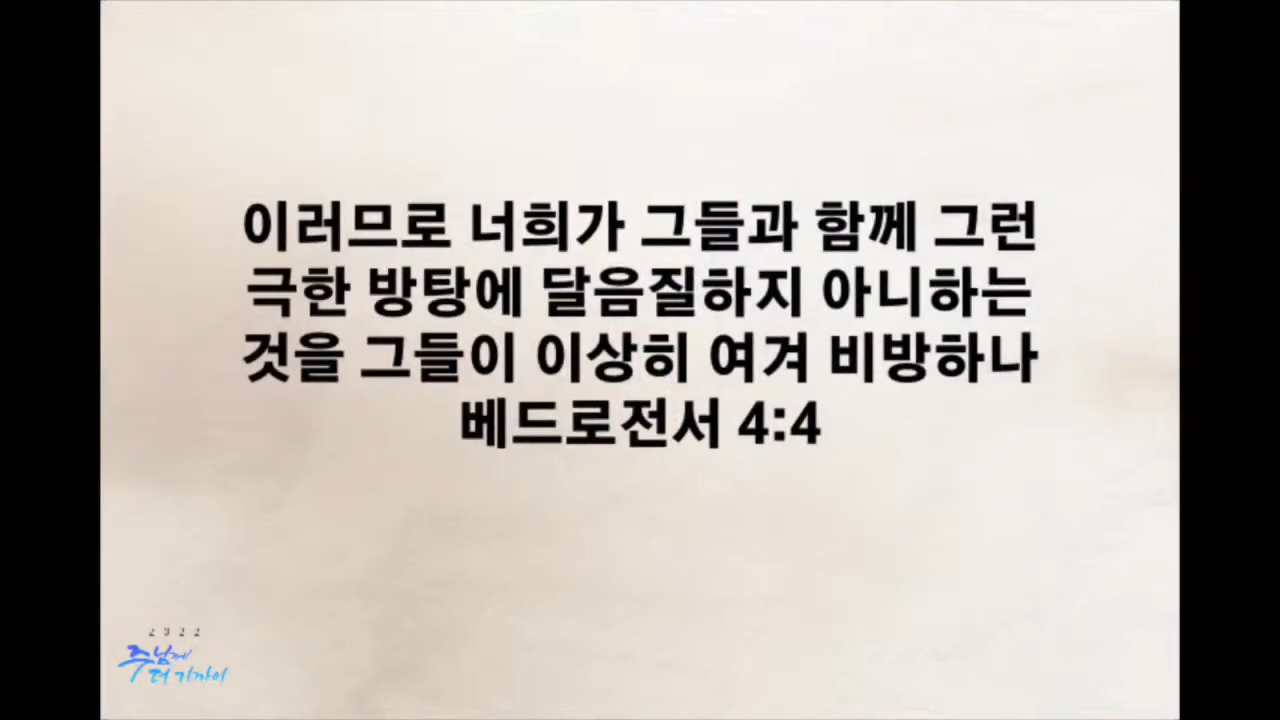 이러므로 너희가 그들과 함께 그런
극한 방탕에 달음질하지 아니하는
것을 그들이 이상히 여겨 비방하나
베드로전서 4:4
2022
주님께
더 가까이